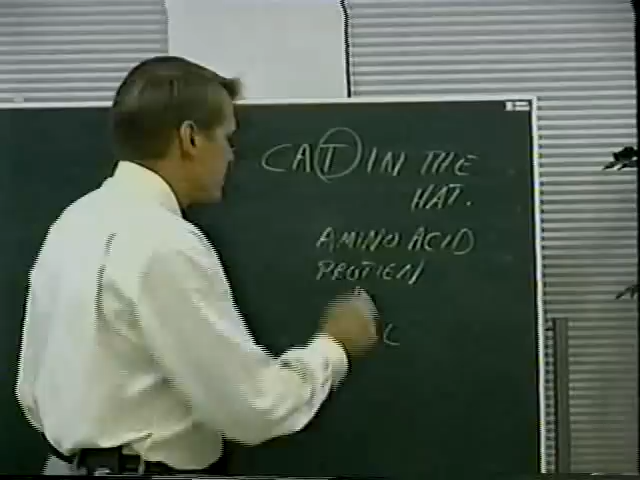 CAT IN THE
HAT.
AMINO ACID
PROTIEN
C